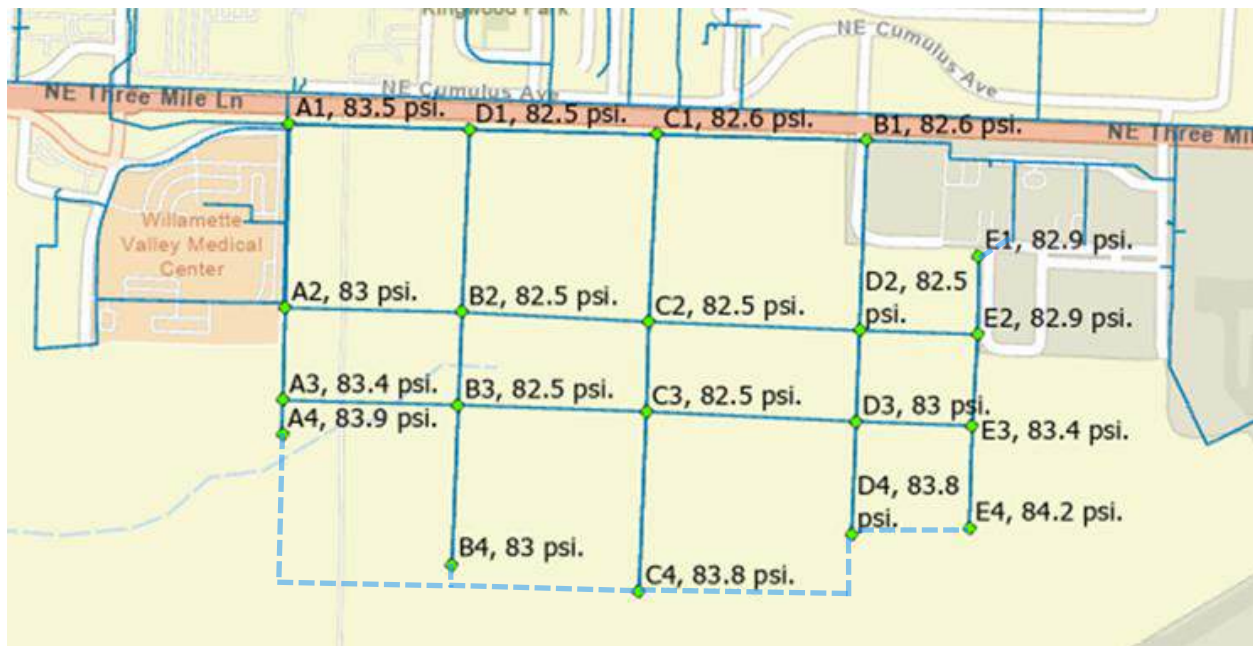 Kingwood Park
NE Cumulus Ave
NE Cumulus Ave
NE Three Mile Ln
A1, 83.5 psi.
D1, 82.5 psi.
C1, 82.6 psi.
B1, 82.6 psi.
NE Three Mil
Willamette
Valley Medical
Center
E1, 82.9 psi.
A2, 83 psi.
B2, 82.5 psi.
C2, 82.5 psi.
D2, 82.5
psi.
E2, 82.9 psi.
A3, 83.4 psi.
B3, 82.5 psi.
C3, 82.5 psi.
D3, 83 psi.
A4, 83.9 psi.
E3, 83.4 psi.
D4, 83.8
psi.
E4, 84.2 psi.
B4, 83 psi.
C4, 83.8 psi.